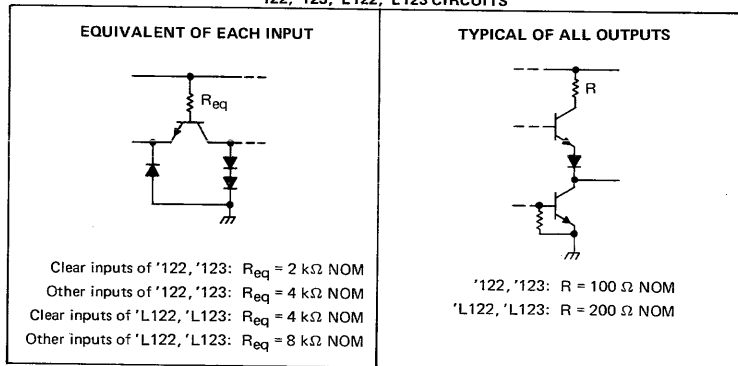 '122, '123, 'L122, 'L123 CIRCUITS
EQUIVALENT OF EACH INPUT
Req
Clear inputs of '122, '123: Req = 2 kΩ NOM
Other inputs of '122, '123: Req = 4 kΩ NOM
Clear inputs of 'L122, 'L123: Req = 4 kΩ NOM
Other inputs of 'L122, 'L123: Req = 8 kΩ NOM
TYPICAL OF ALL OUTPUTS
R
'122, '123: R = 100 Ω NOM
'L122, 'L123: R = 200 Ω NOM